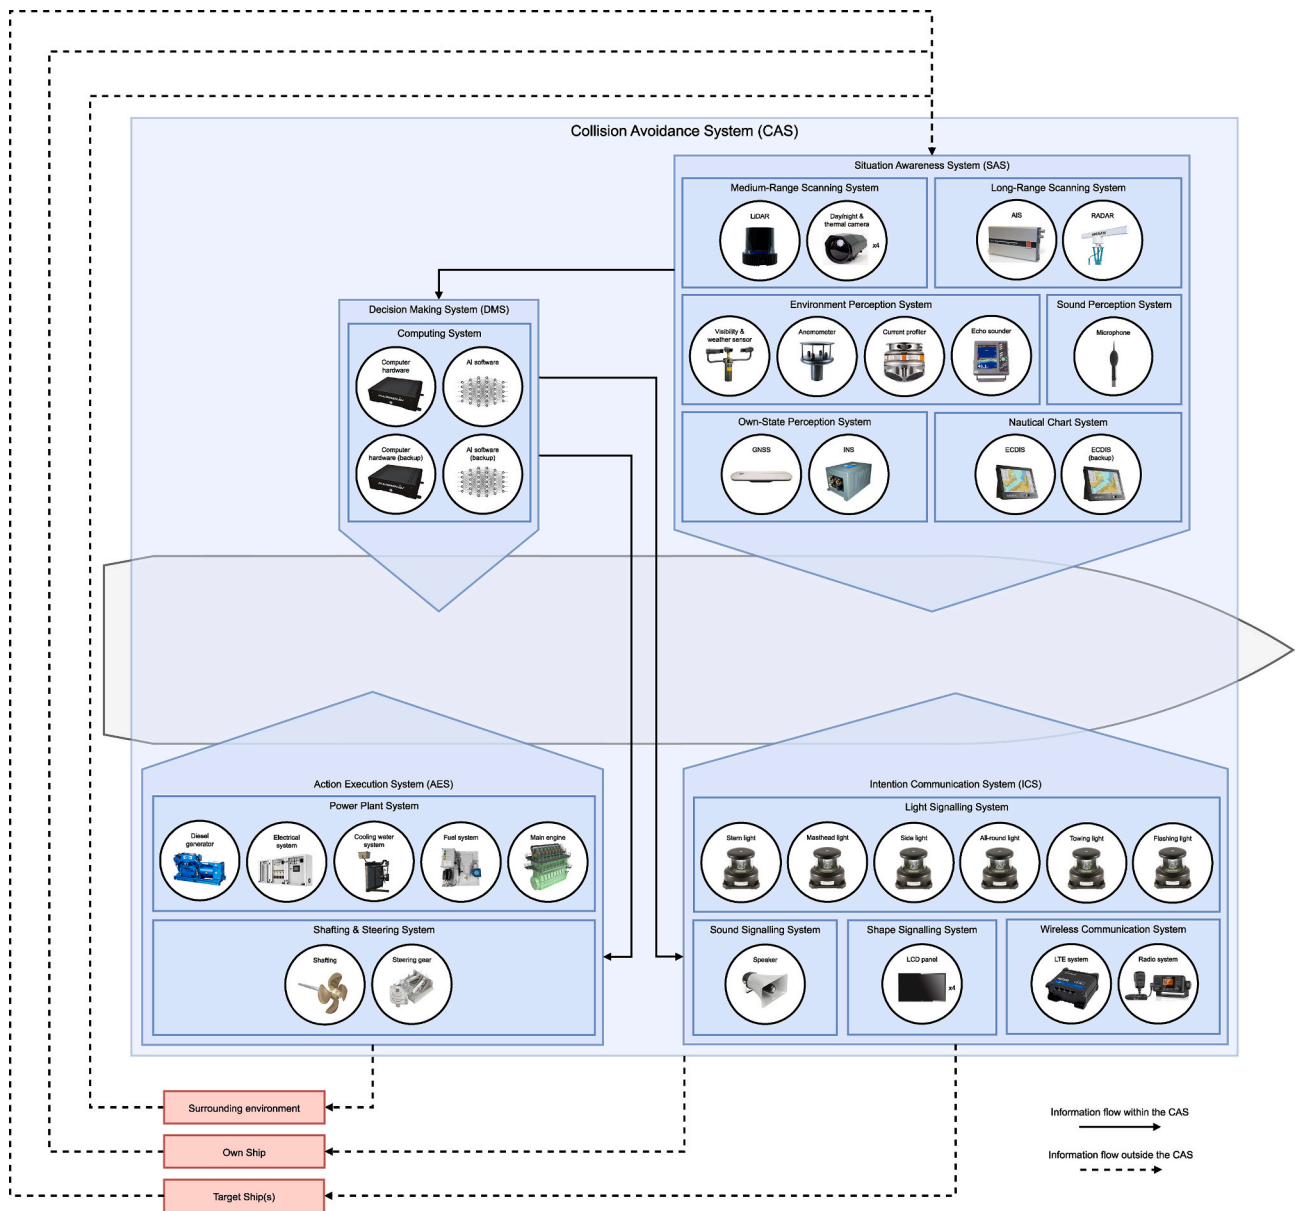 Collision Avoidance System (CAS)
Situation Awareness System (SAS)
Medium-Range Scanning System
LiDAR
Day/night &
thermal camera
x4
Long-Range Scanning System
AIS
RADAR
Environment Perception System
Visibility &
weather sensor
Anemometer
Current profiler
Echo sounder
Sound Perception System
Microphone
Own-State Perception System
GNSS
INS
Nautical Chart System
ECDIS
ECDIS
(backup)
Decision Making System (DMS)
Computing System
Computer
hardware
AI software
Computer
hardware (backup)
AI software
(backup)
Action Execution System (AES)
Power Plant System
Diesel
generator
Electrical
system
Cooling water
system
Fuel system
Main engine
Shafting & Steering System
Shafting
Steering gear
Intention Communication System (ICS)
Light Signalling System
Stern light
Masthead light
Side light
All-round light
Towing light
Flashing light
Sound Signalling System
Speaker
Shape Signalling System
LCD panel
x4
Wireless Communication System
LTE system
Radio system
Surrounding environment
Own Ship
Target Ship(s)
Information flow within the CAS
Information flow outside the CAS